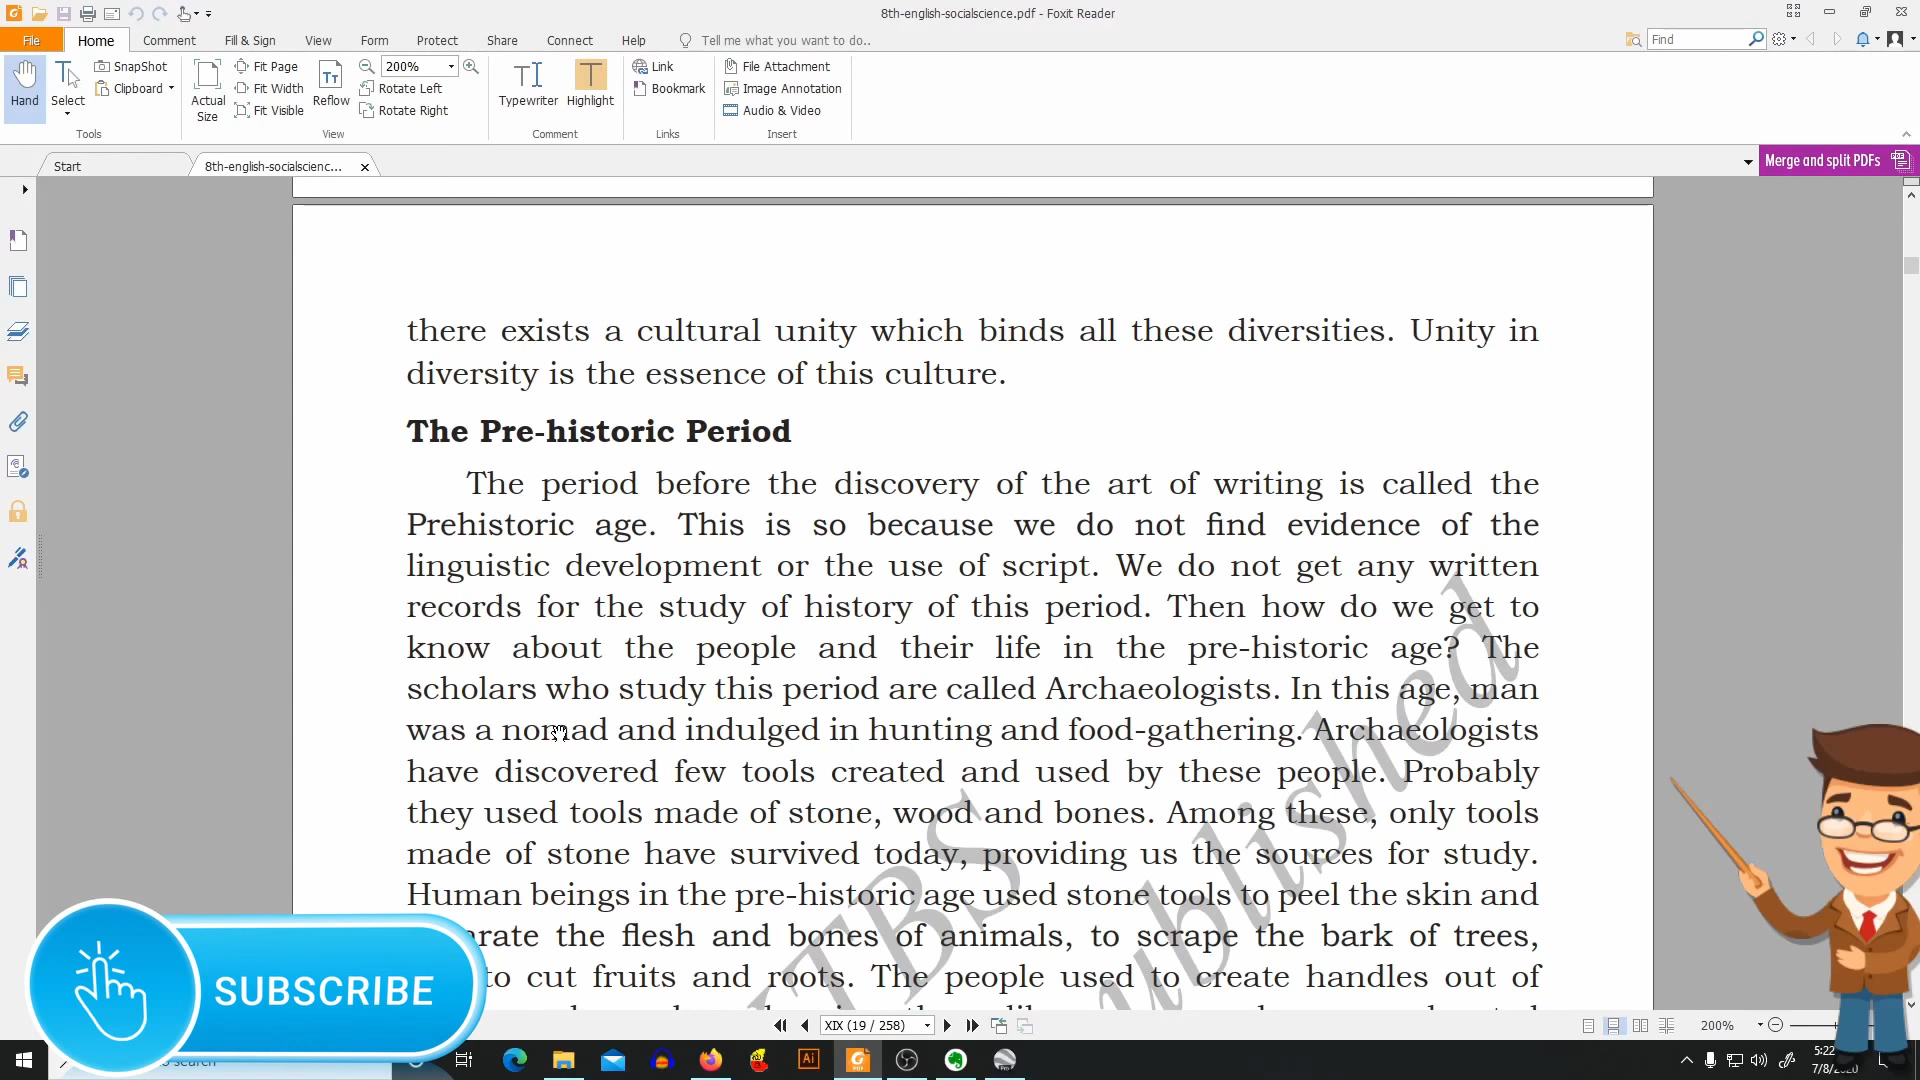 8th-english-socialscience.pdf - Foxit Reader
File Home Comment Fill & Sign View Form Protect Share Connect Help Tell me what you want to do.. Find
Hand
Select
SnapShot
Clipboard
Tools
Actual
Size
Fit Page
Fit Width
Fit Visible
Reflow
200%
Rotate Left
Rotate Right
View
Typewriter
Highlight
Comment
Link
Bookmark
Links
File Attachment
Image Annotation
Audio & Video
Insert
Start
8th-english-socialscienc...
Merge and split PDFs
there exists a cultural unity which binds all these diversities. Unity in
diversity is the essence of this culture.
The Pre-historic Period
The period before the discovery of the art of writing is called the
Prehistoric age. This is so because we do not find evidence of the
linguistic development or the use of script. We do not get any written
records for the study of history of this period. Then how do we get to
know about the people and their life in the pre-historic age? The
scholars who study this period are called Archaeologists. In this age, man
was a nomad and indulged in hunting and food-gathering. Archaeologists
have discovered few tools created and used by these people. Probably
they used tools made of stone, wood and bones. Among these, only tools
made of stone have survived today, providing us the sources for study.
Human beings in the pre-historic age used stone tools to peel the skin and
arate the flesh and bones of animals, to scrape the bark of trees,
to cut fruits and roots. The people used to create handles out of
TBS
ublished
SUBSCRIBE
XIX (19 / 258)
200%
search
Ai
5:22
7/8/2020